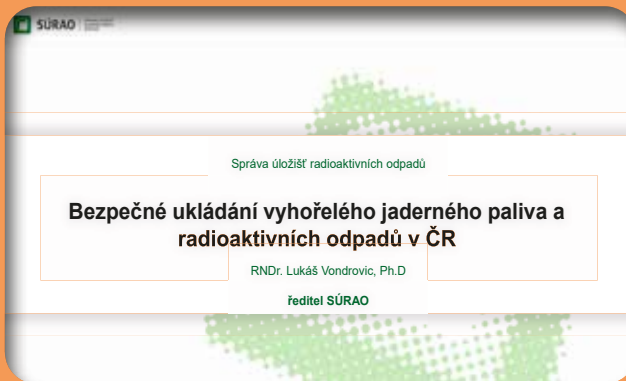 SÚRAO
Správa úložišť radioaktivních odpadů
Bezpečné ukládání vyhořelého jaderného paliva a
radioaktivních odpadů v ČR
RNDr. Lukáš Vondrovic, Ph.D
ředitel SÚRAO